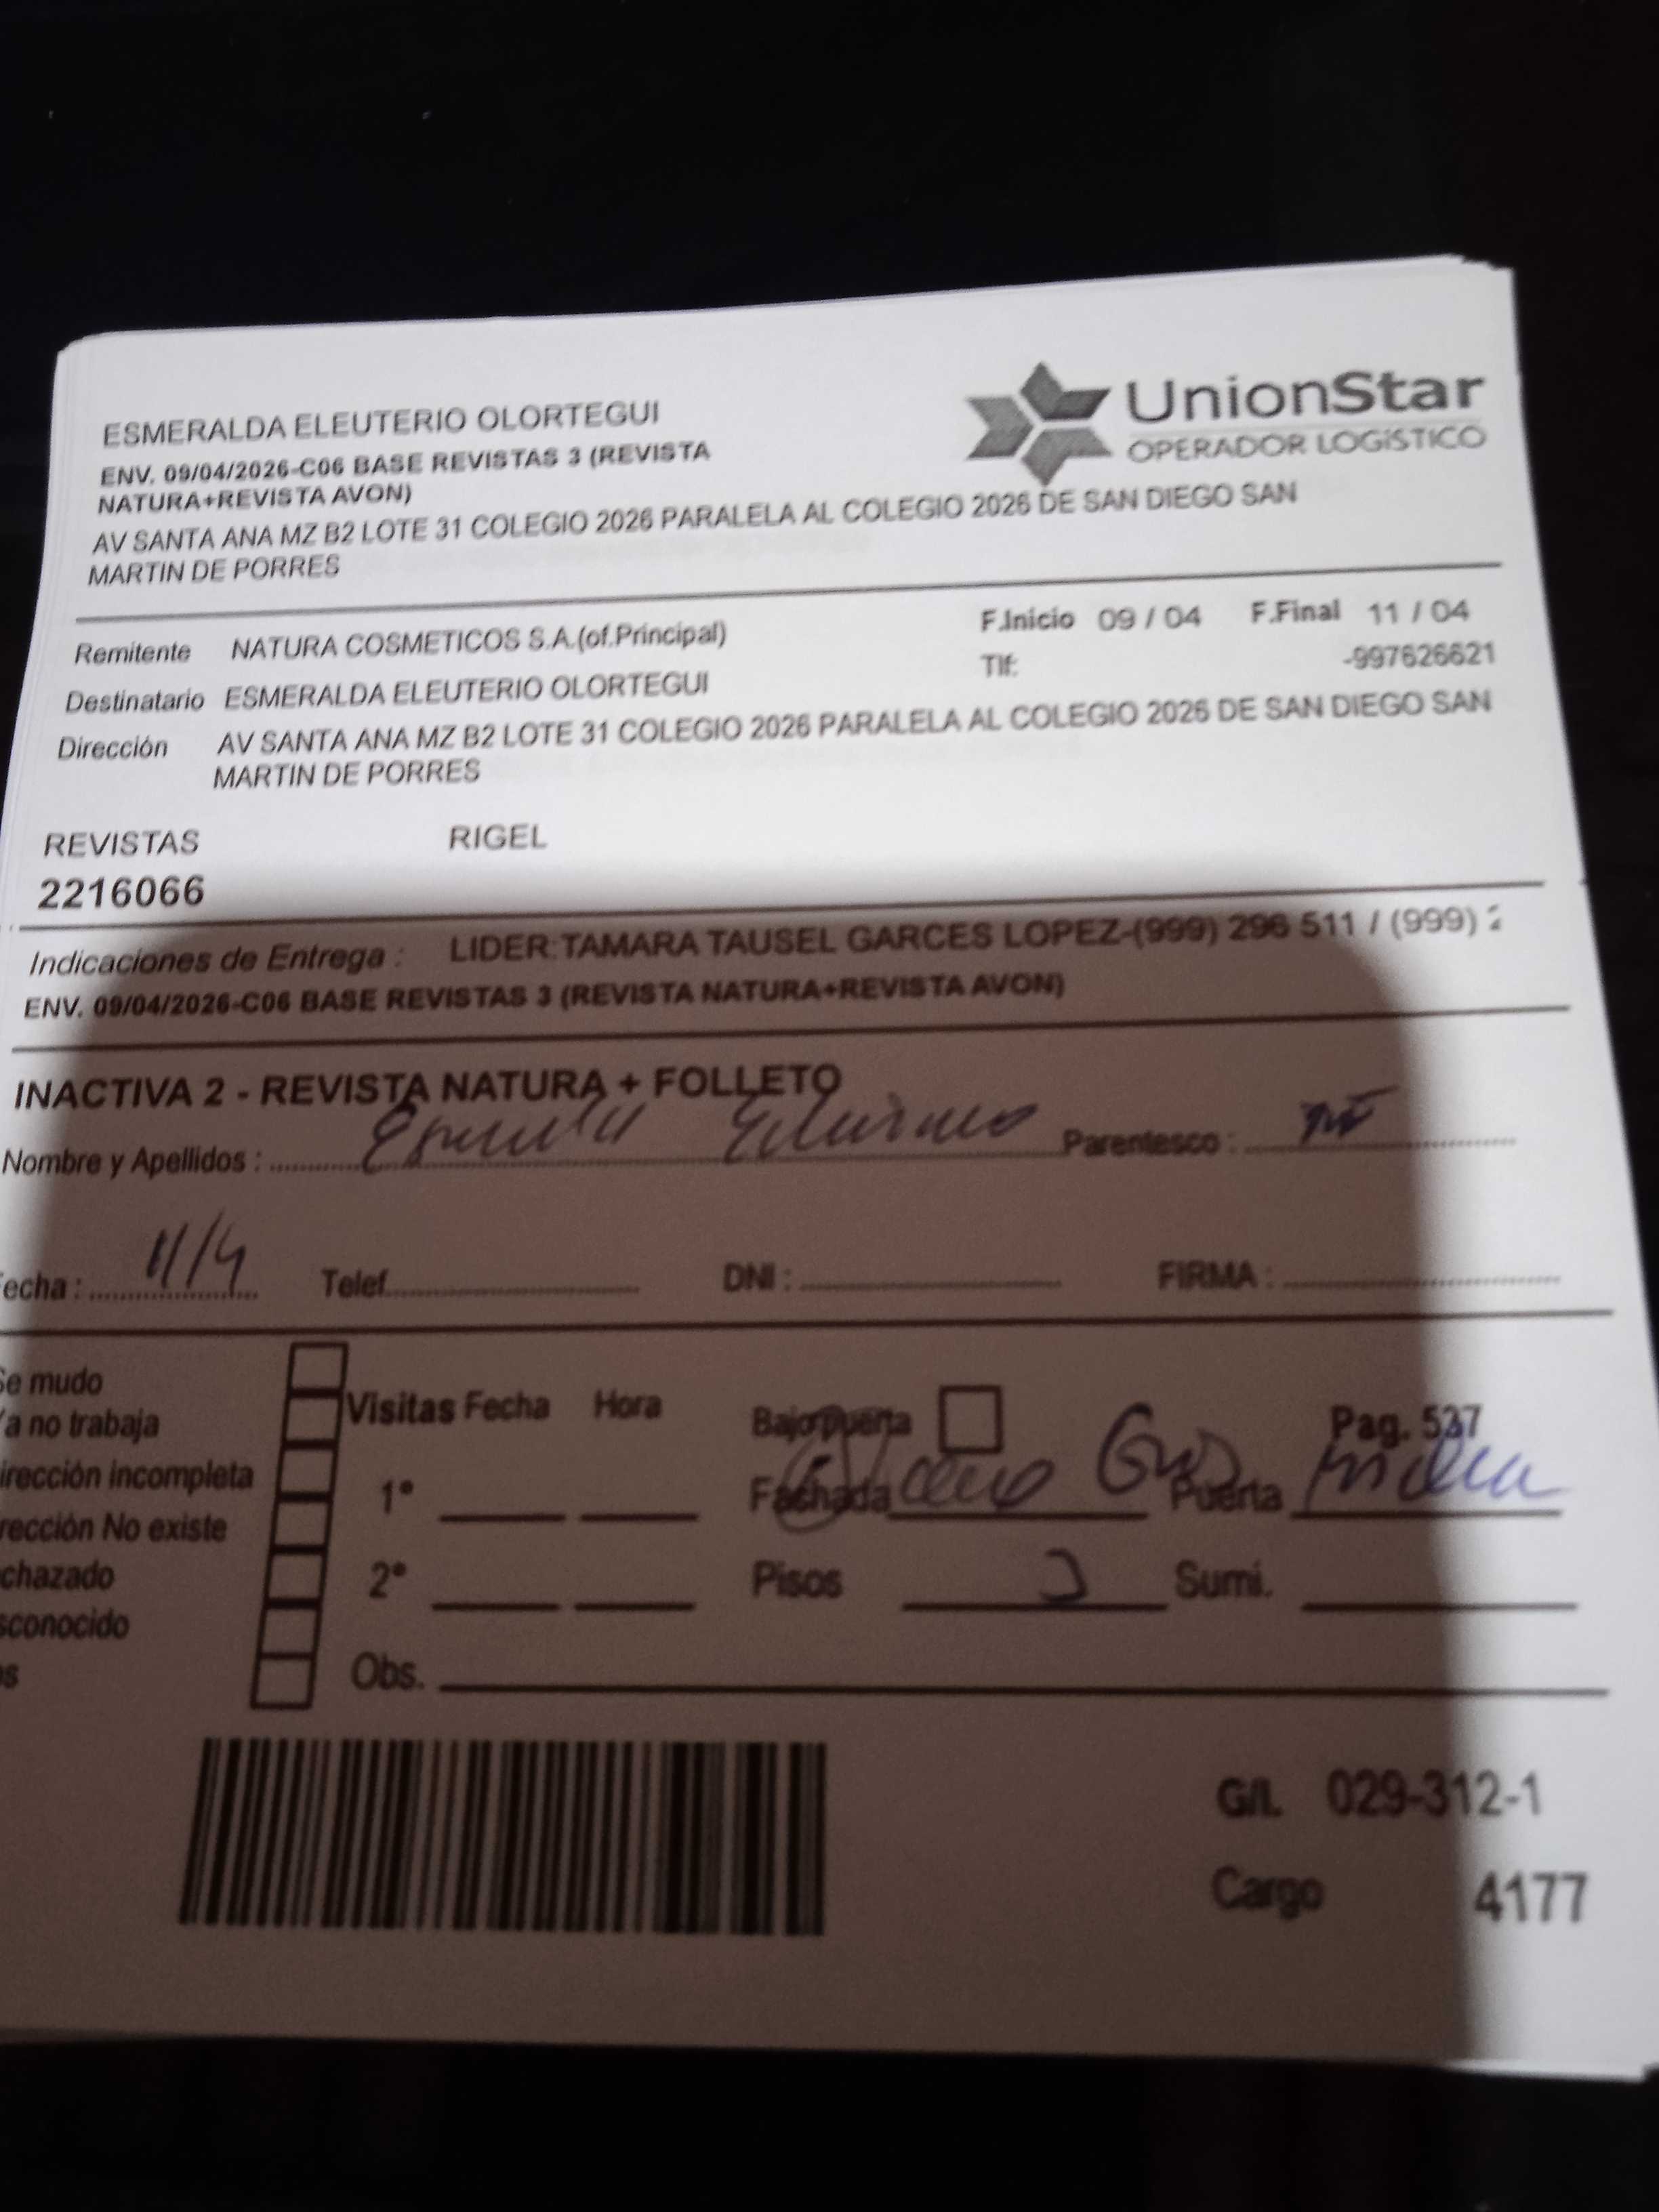 ESMERALDA ELEUTERIO OLORTEGUI
ENV. 09/04/2026-C06 BASE REVISTAS 3 (REVISTA
NATURA+REVISTA AVON)
AV SANTA ANA MZ B2 LOTE 31 COLEGIO 2026 PARALELA AL COLEGIO 2026 DE SAN DIEGO SAN
MARTIN DE PORRES
UnionStar
OPERADOR LOGÍSTICO
Remitente NATURA COSMETICOS S.A.(of.Principal)
F.Inicio 09 / 04 F.Final 11 / 04
Tlf: -997626621
Destinatario ESMERALDA ELEUTERIO OLORTEGUI
Dirección AV SANTA ANA MZ B2 LOTE 31 COLEGIO 2026 PARALELA AL COLEGIO 2026 DE SAN DIEGO SAN
MARTIN DE PORRES
REVISTAS RIGEL
2216066
Indicaciones de Entrega : LIDER:TAMARA TAUSEL GARCES LOPEZ-(999) 296 511 / (999)
ENV. 09/04/2026-C06 BASE REVISTAS 3 (REVISTA NATURA+REVISTA AVON)
INACTIVA 2 - REVISTA NATURA + FOLLETO
Nombre y Apellidos : Parentesco :
echa : 11/4 Telef. DNI : FIRMA :
Se mudo
Ya no trabaja
irección incompleta
rección No existe
chazado
sconocido
s
Visitas Fecha Hora
1°
2°
Obs.
Bajo puerta Pag. 537
Fachada Puerta
Pisos 2 Sumi.
G/L 029-312-1
Cargo 4177